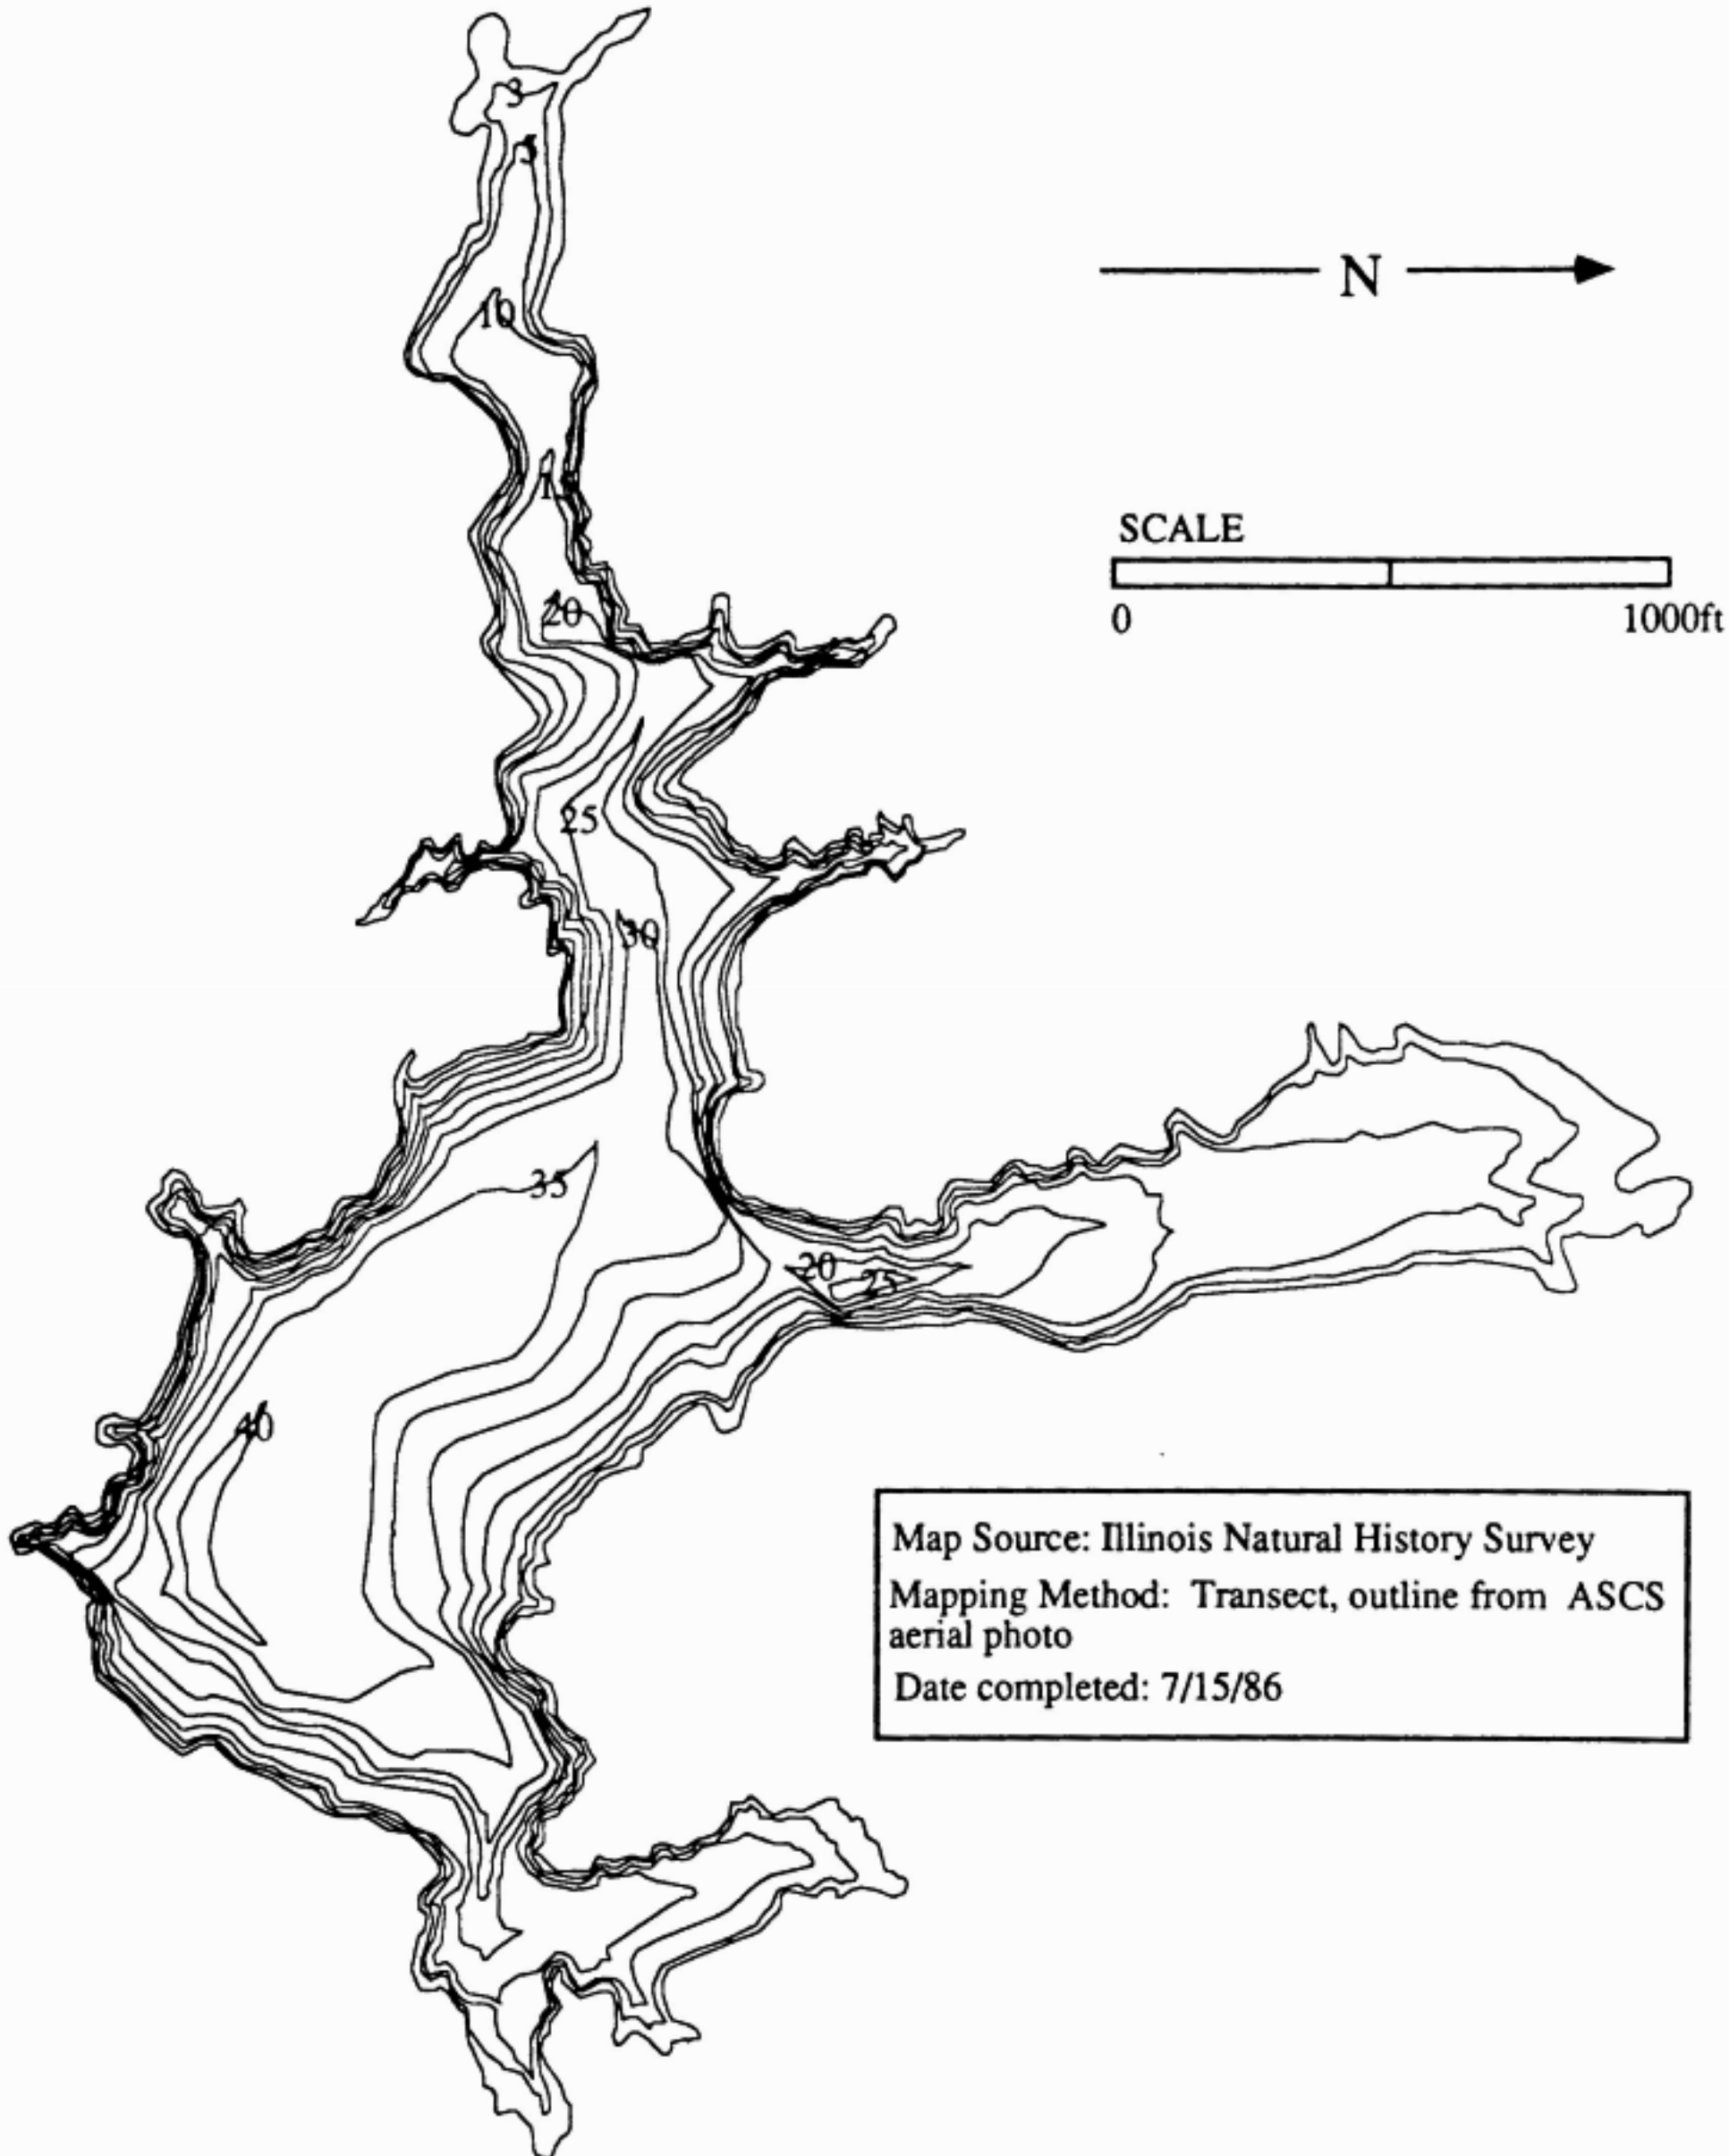 3
5
N
10
SCALE
0
1000ft
20
25
30
35
20
25
40
Map Source: Illinois Natural History Survey
Mapping Method: Transect, outline from ASCS
aerial photo
Date completed: 7/15/86